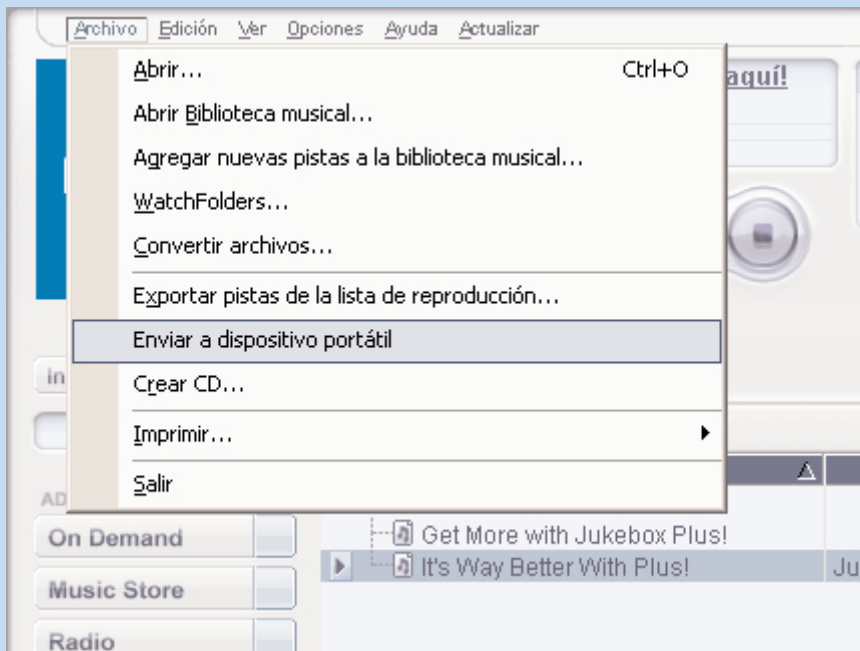 Archivo Edición Ver Opciones Ayuda Actualizar
Abrir... Ctrl+O
aquí!
Abrir Biblioteca musical...
Agregar nuevas pistas a la biblioteca musical...
WatchFolders...
Convertir archivos...
Exportar pistas de la lista de reproducción...
Enviar a dispositivo portátil
Crear CD...
Imprimir...
Salir
On Demand
Get More with Jukebox Plus!
It's Way Better With Plus!
Music Store
Radio